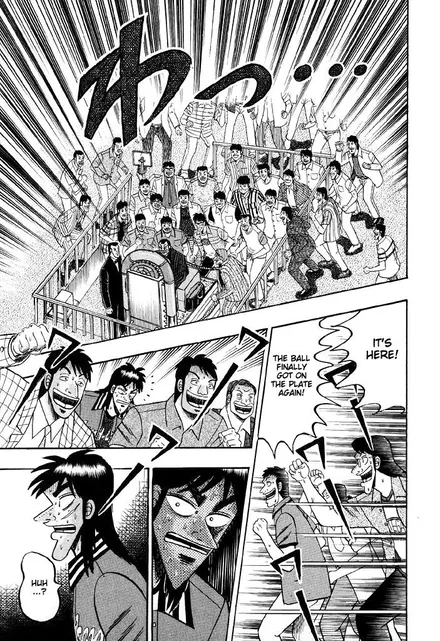 わっ・・・
IT'S
HERE!
THE BALL
FINALLY
GOT ON
THE PLATE
AGAIN!
HUH
...?